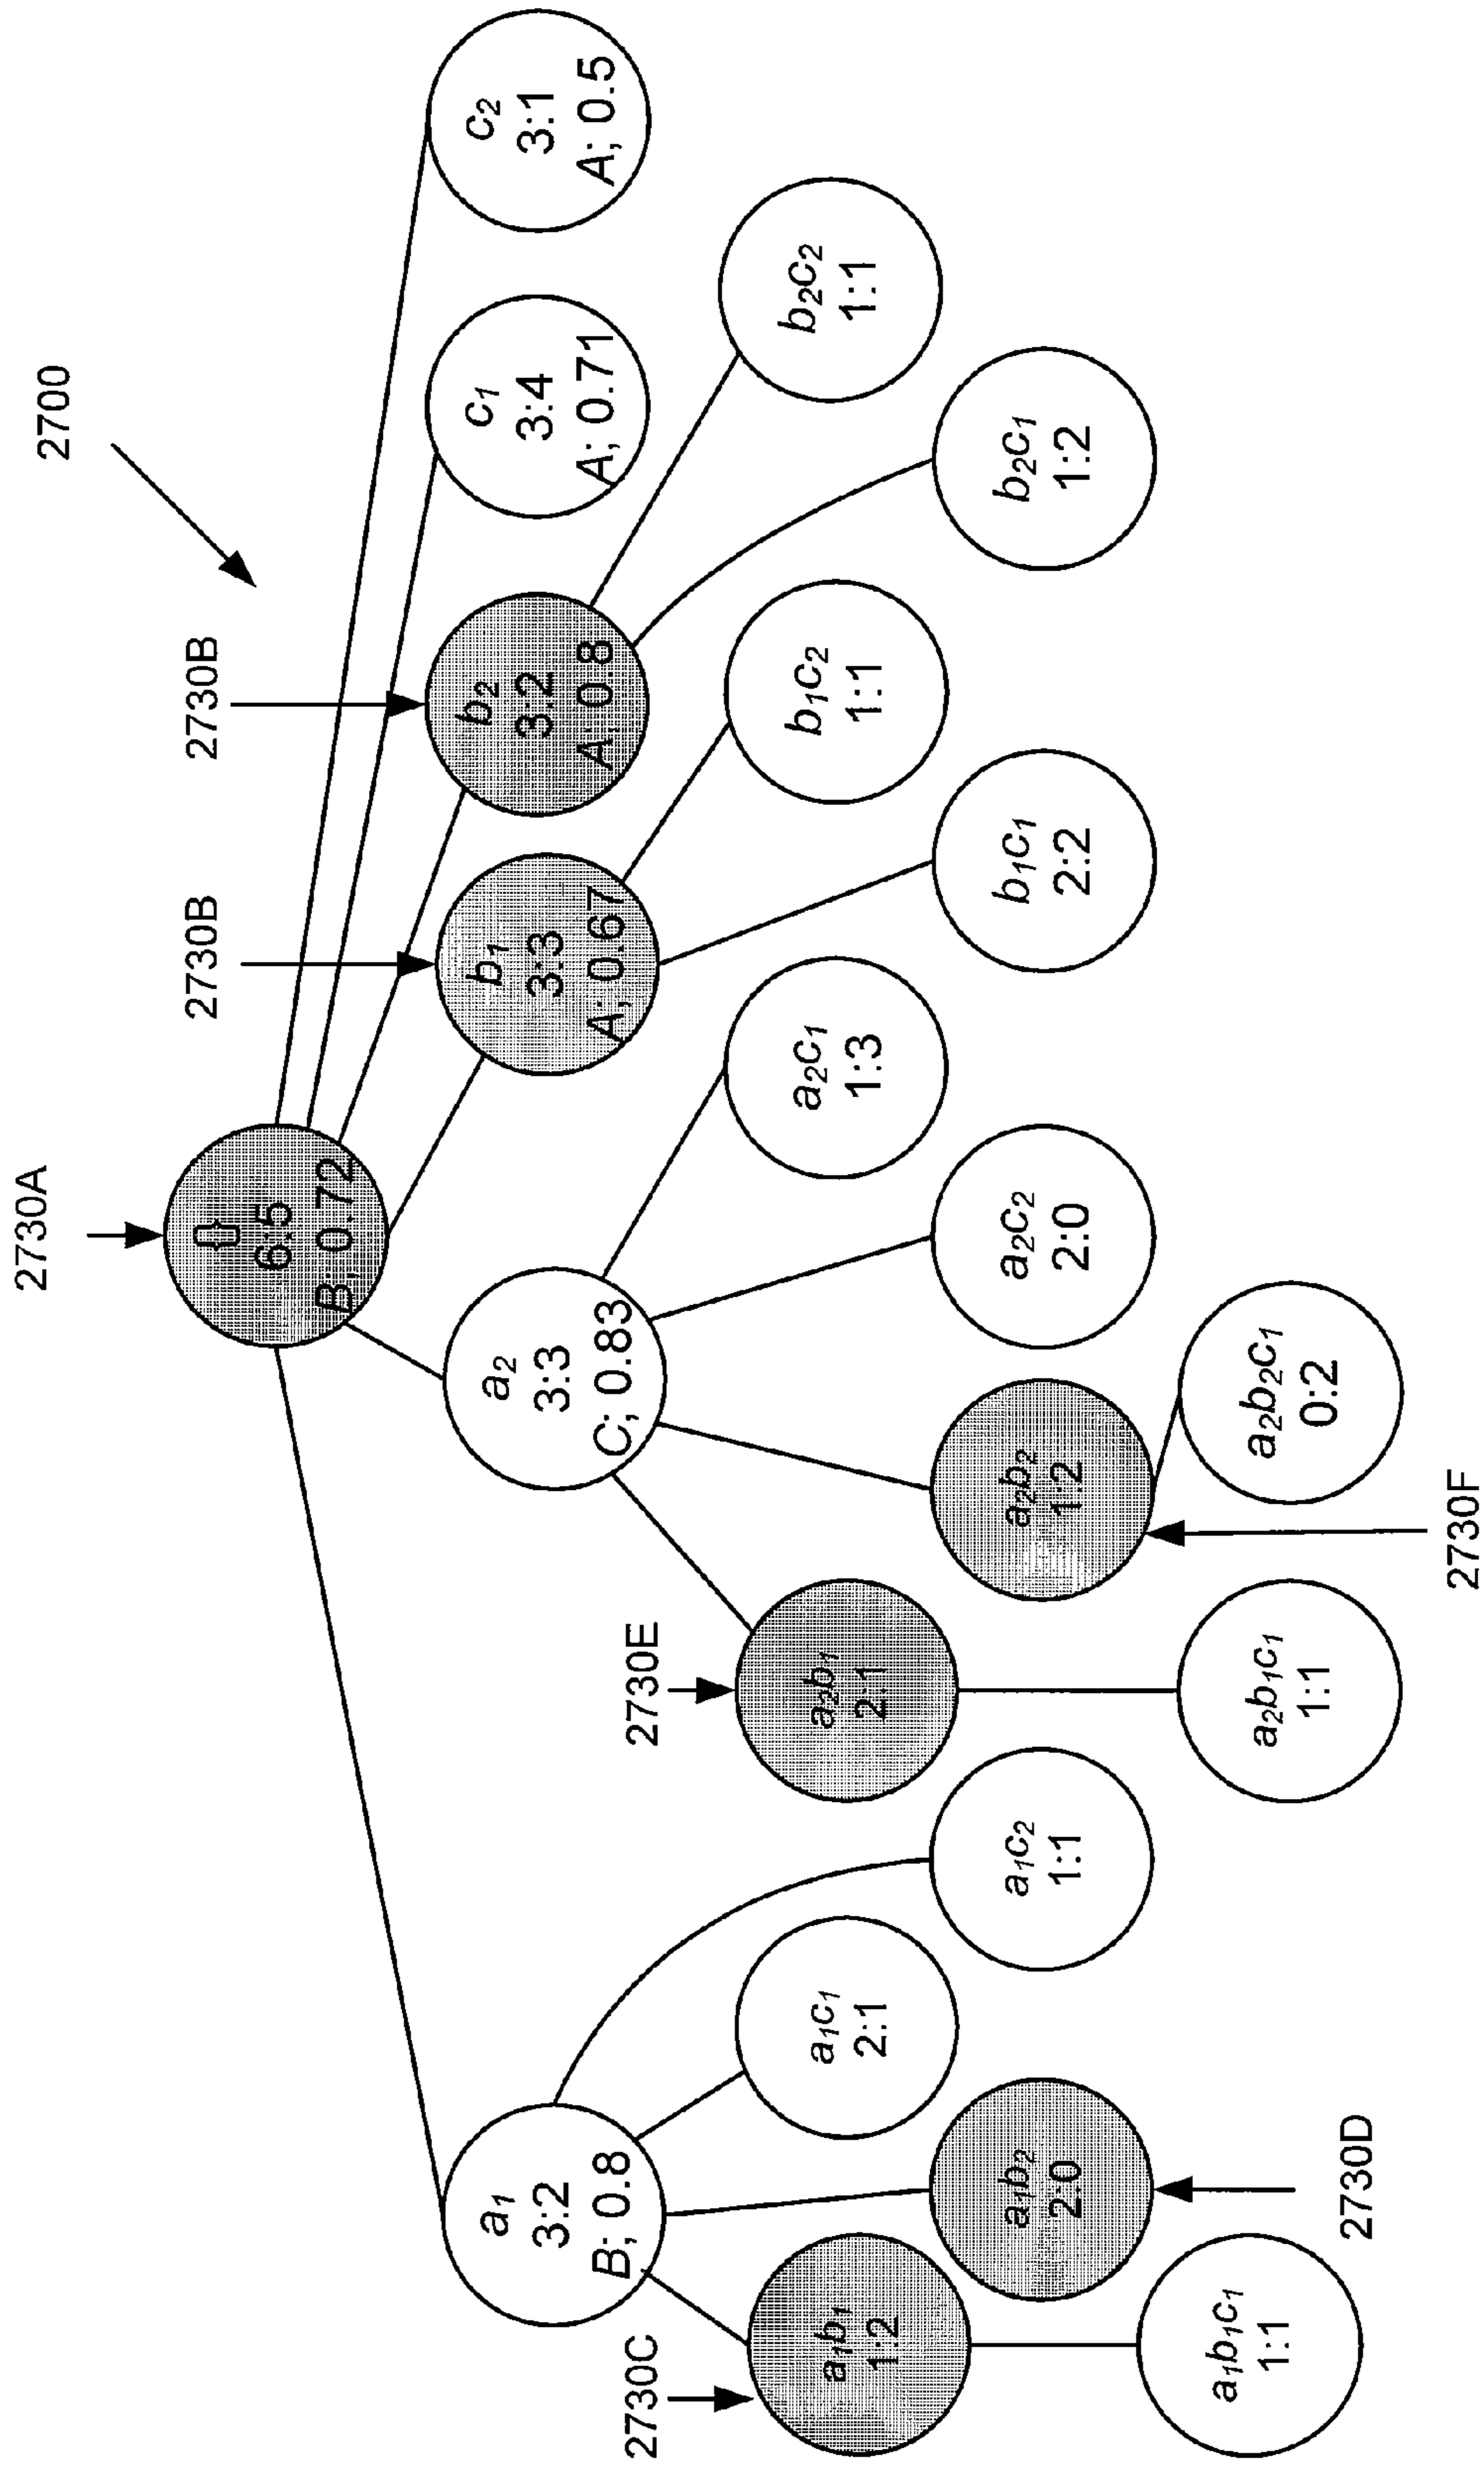 2700
2730A
{}
6:5
B; 0.72
2730B
2730B
a₁
3:2
B; 0.8
a₂
3:3
C; 0.83
b₁
3:3
A; 0.67
b₂
3:2
A; 0.8
c₁
3:4
A; 0.71
c₂
3:1
A; 0.5
2730C
a₁b₁
1:2
a₁b₂
2:0
2730D
a₁c₁
2:1
a₁c₂
1:1
2730E
a₂b₁
2:1
a₂b₂
1:2
2730F
a₂c₂
2:0
a₂c₁
1:3
b₁c₁
2:2
b₁c₂
1:1
b₂c₁
1:2
b₂c₂
1:1
a₁b₁c₁
1:1
a₂b₁c₁
1:1
a₂b₂c₁
0:2